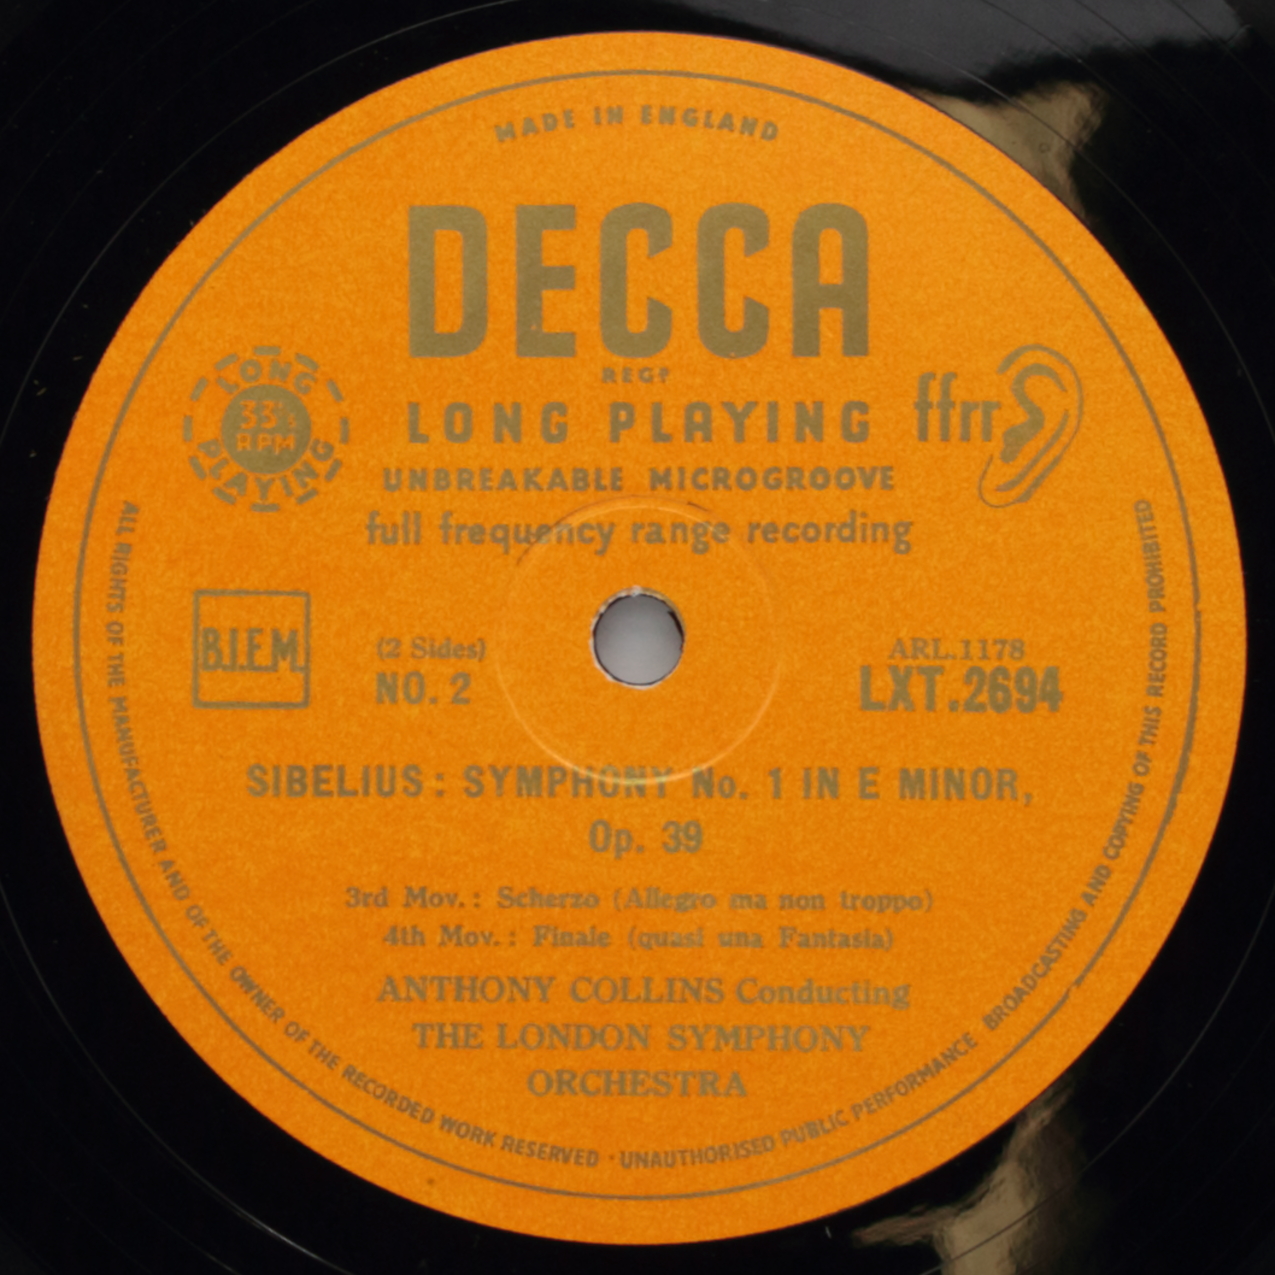 MADE IN ENGLAND
DECCA
REGD
LONG PLAYING
33⅓ RPM
LONG PLAYING
ffrr
UNBREAKABLE MICROGROOVE
full frequency range recording
B.I.E.M.
(2 Sides)
NO. 2
ARL.1178
LXT.2694
SIBELIUS : SYMPHONY No. 1 IN E MINOR,
Op. 39
3rd Mov. : Scherzo (Allegro ma non troppo)
4th Mov. : Finale (quasi una Fantasia)
ANTHONY COLLINS Conducting
THE LONDON SYMPHONY
ORCHESTRA
ALL RIGHTS OF THE MANUFACTURER AND OF THE OWNER OF THE RECORDED WORK RESERVED · UNAUTHORISED PUBLIC PERFORMANCE BROADCASTING AND COPYING OF THIS RECORD PROHIBITED